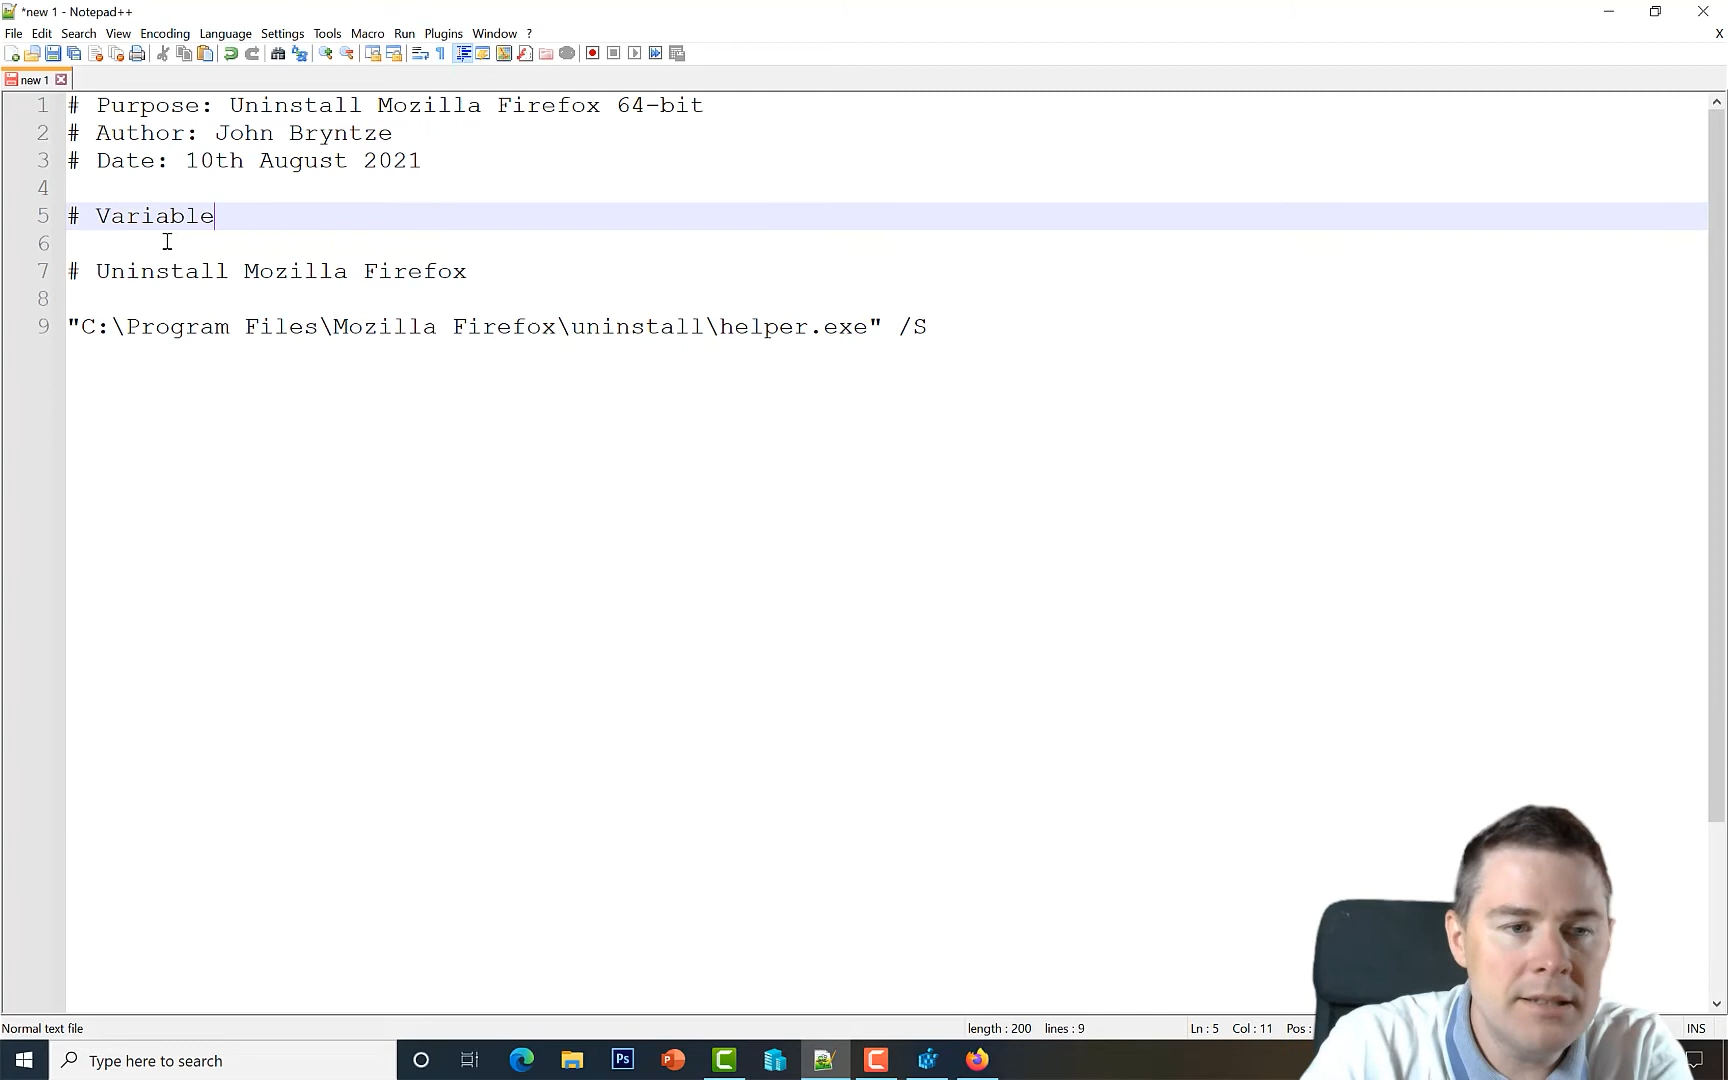 *new 1 - Notepad++
File Edit Search View Encoding Language Settings Tools Macro Run Plugins Window ? X
new 1
1 # Purpose: Uninstall Mozilla Firefox 64-bit
2 # Author: John Bryntze
3 # Date: 10th August 2021
4
5 # Variable
6
7 # Uninstall Mozilla Firefox
8
9 "C:\Program Files\Mozilla Firefox\uninstall\helper.exe" /S
Normal text file length : 200 lines : 9 Ln : 5 Col : 11 Pos : INS
Type here to search Ps P